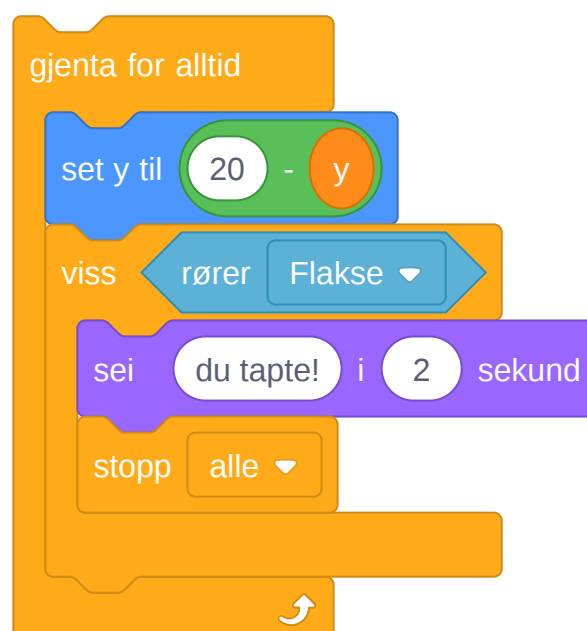 gjenta for alltid
set y til 20 - y
viss rører Flakse
sei du tapte! i 2 sekund
stopp alle